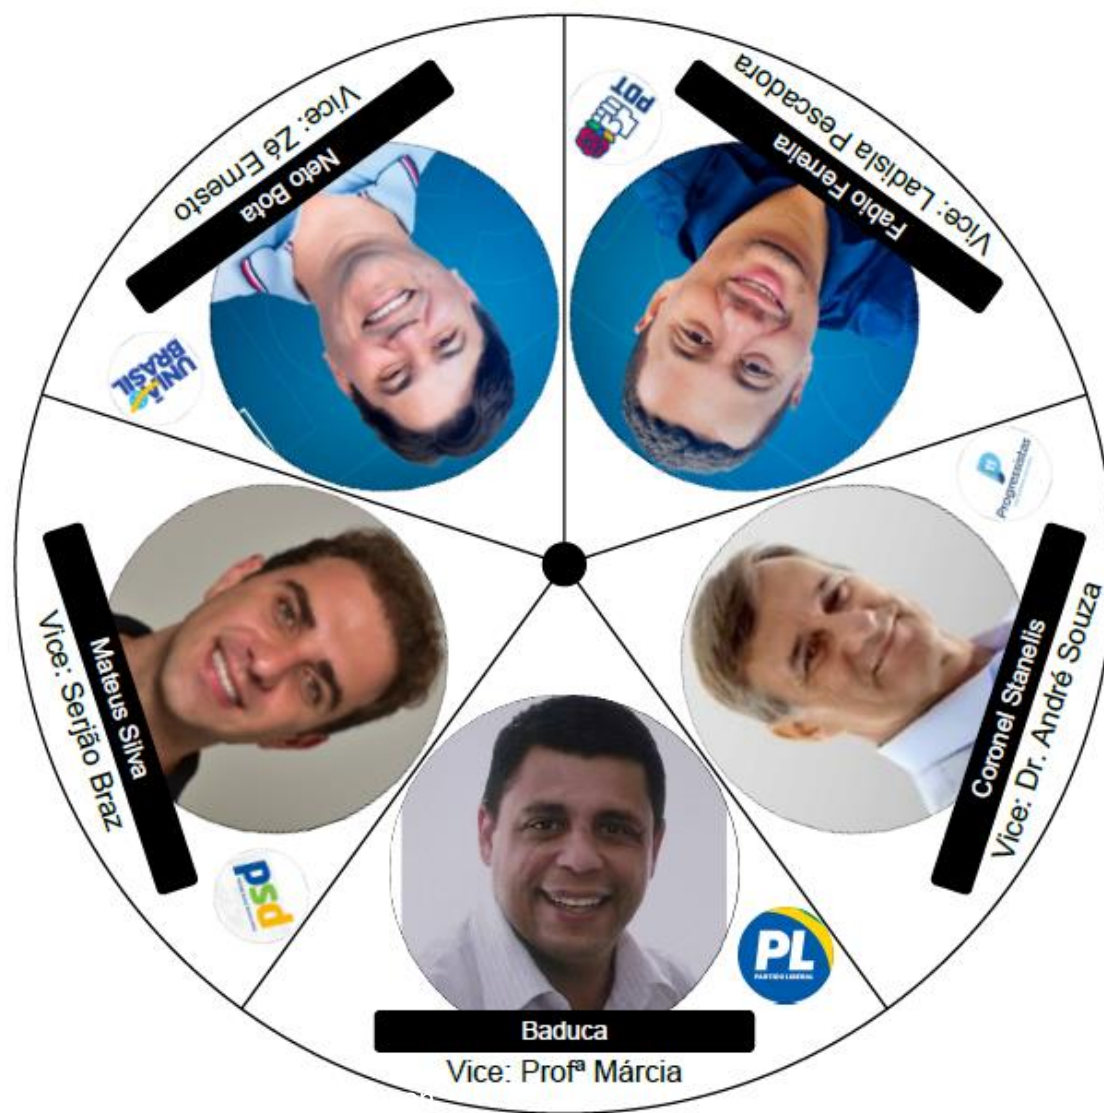 Neto Bota
Vice: Zé Ernesto
UNIÃO
BRASIL
PDT
Fabio Ferreira
Vice: Ladisla Pescadora
Progressistas
Coronel Stanelis
Vice: Dr. André Souza
PL
PARTIDO LIBERAL
Baduca
Vice: Profª Márcia
psd
Mateus Silva
Vice: Serjão Braz